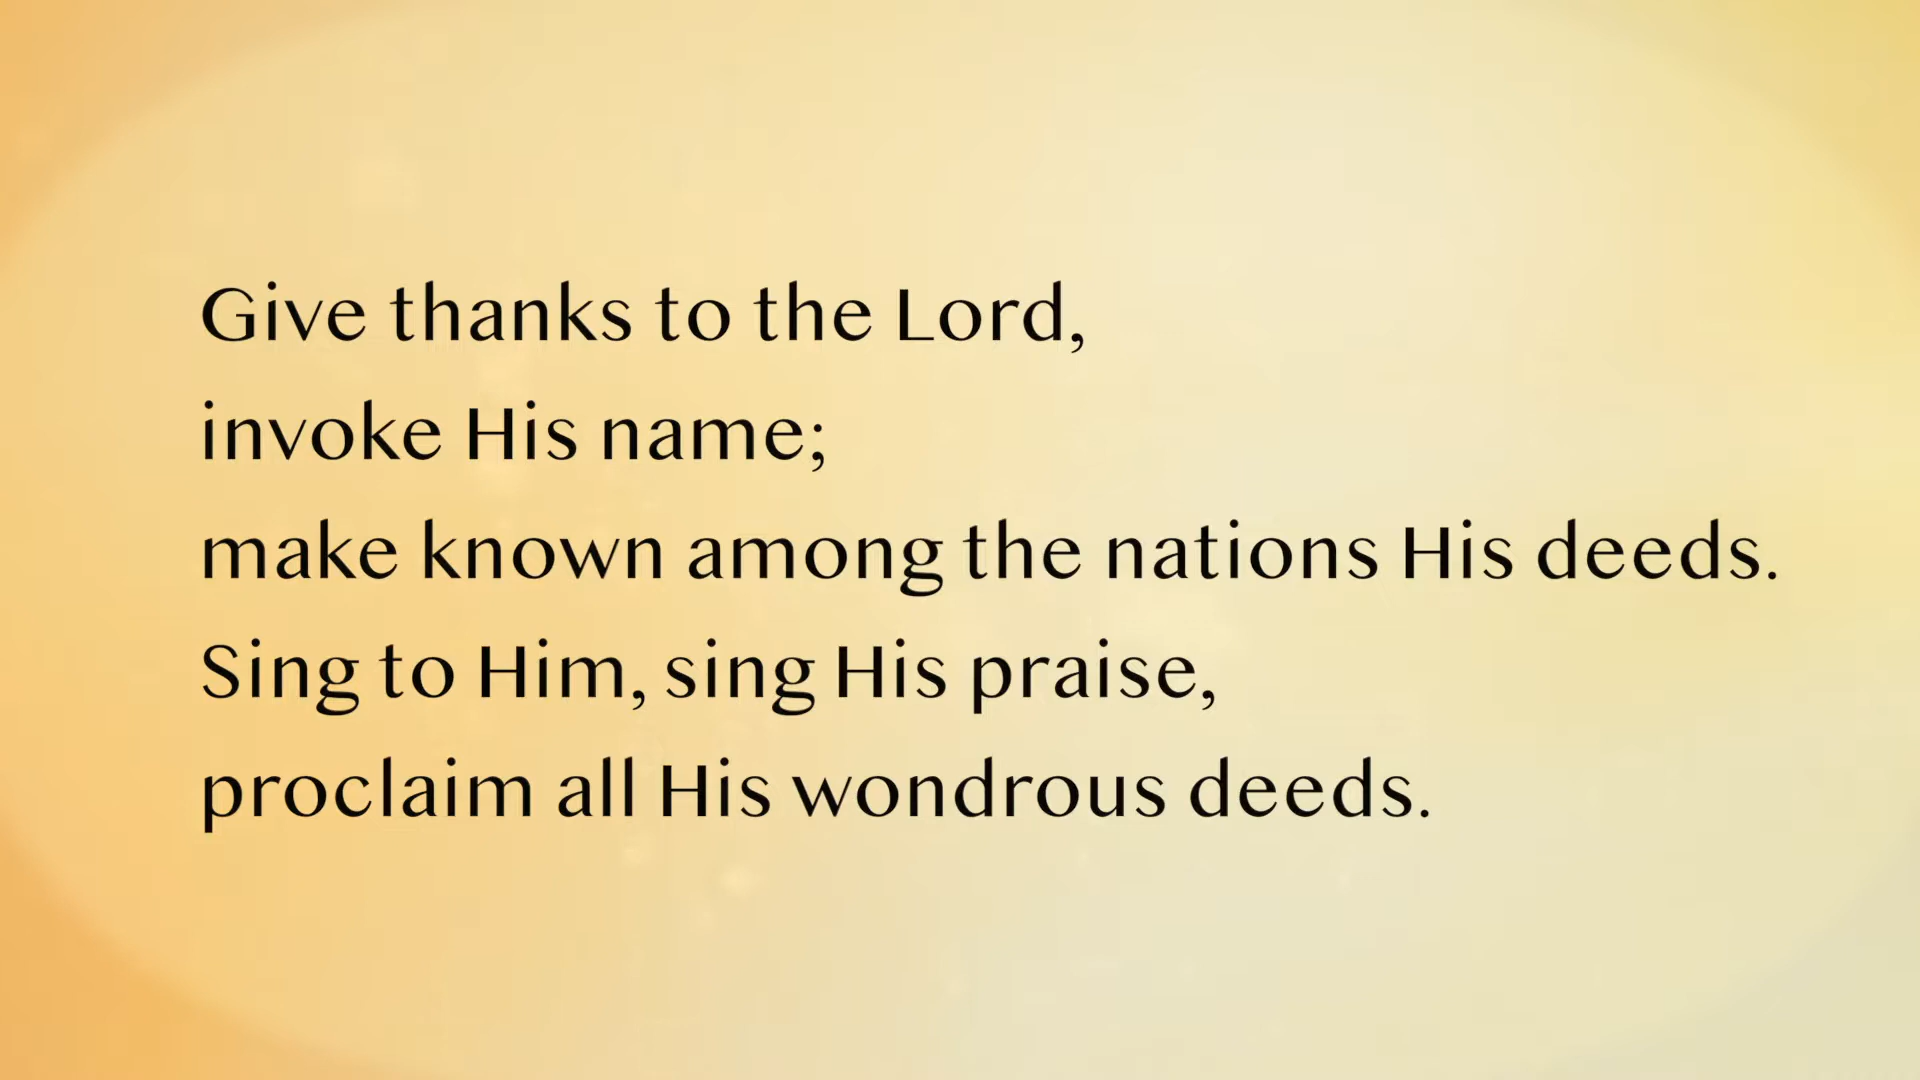 Give thanks to the Lord,
invoke His name;
make known among the nations His deeds.
Sing to Him, sing His praise,
proclaim all His wondrous deeds.